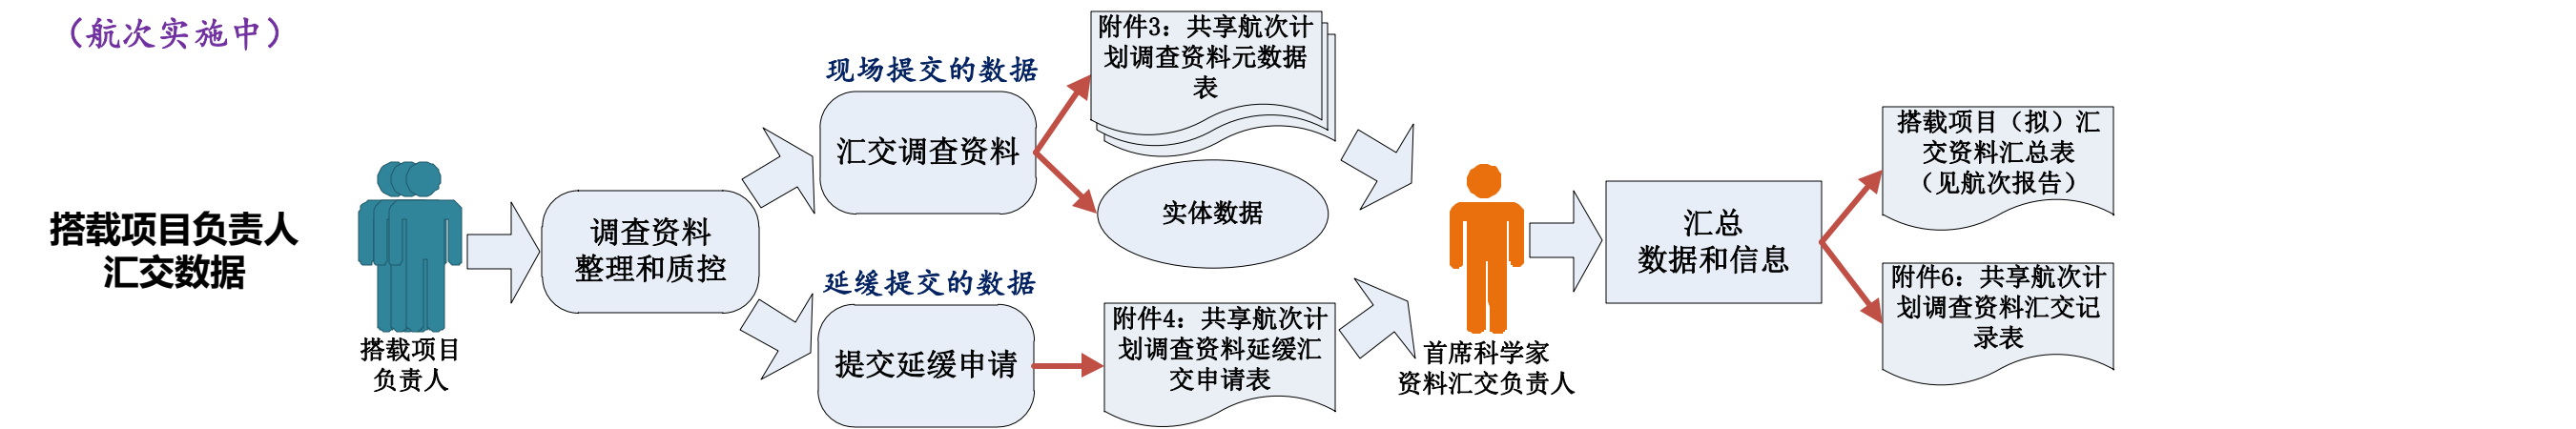 （航次实施中）
搭载项目负责人
汇交数据
搭载项目
负责人
调查资料
整理和质控
现场提交的数据
汇交调查资料
延缓提交的数据
提交延缓申请
附件3：共享航次计
划调查资料元数据
表
实体数据
附件4：共享航次计
划调查资料延缓汇
交申请表
首席科学家
资料汇交负责人
汇总
数据和信息
搭载项目（拟）汇
交资料汇总表
（见航次报告）
附件6：共享航次计
划调查资料汇交记
录表